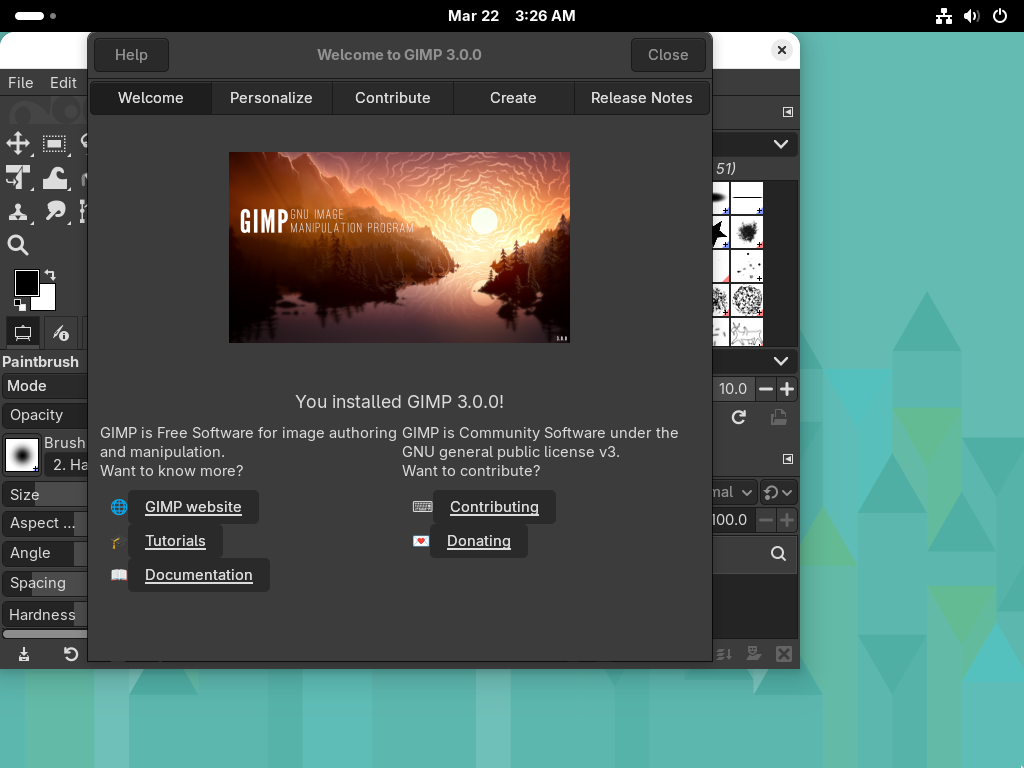 Mar 22 3:26 AM
Help
Welcome to GIMP 3.0.0
Close
File Edit
Welcome
Personalize
Contribute
Create
Release Notes
51)
GIMP
GNU IMAGE
MANIPULATION PROGRAM
3.0.0
Paintbrush
Mode
Opacity
Brush
2. Ha
Size
Aspect ...
Angle
Spacing
Hardness
10.0
100.0
You installed GIMP 3.0.0!
GIMP is Free Software for image authoring
and manipulation.
Want to know more?
GIMP website
Tutorials
Documentation
GIMP is Community Software under the
GNU general public license v3.
Want to contribute?
Contributing
Donating